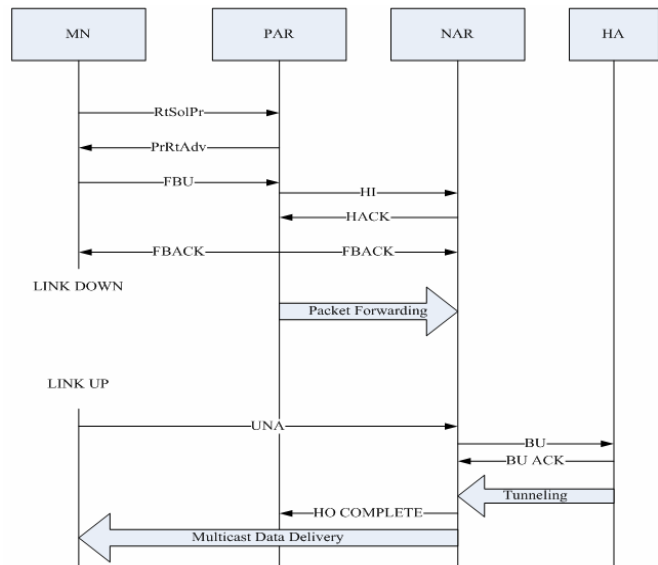 MN PAR NAR HA
RtSolPr
PrRtAdv
FBU
HI
HACK
FBACK FBACK
LINK DOWN
Packet Forwarding
LINK UP
UNA
BU
BU ACK
Tunneling
HO COMPLETE
Multicast Data Delivery